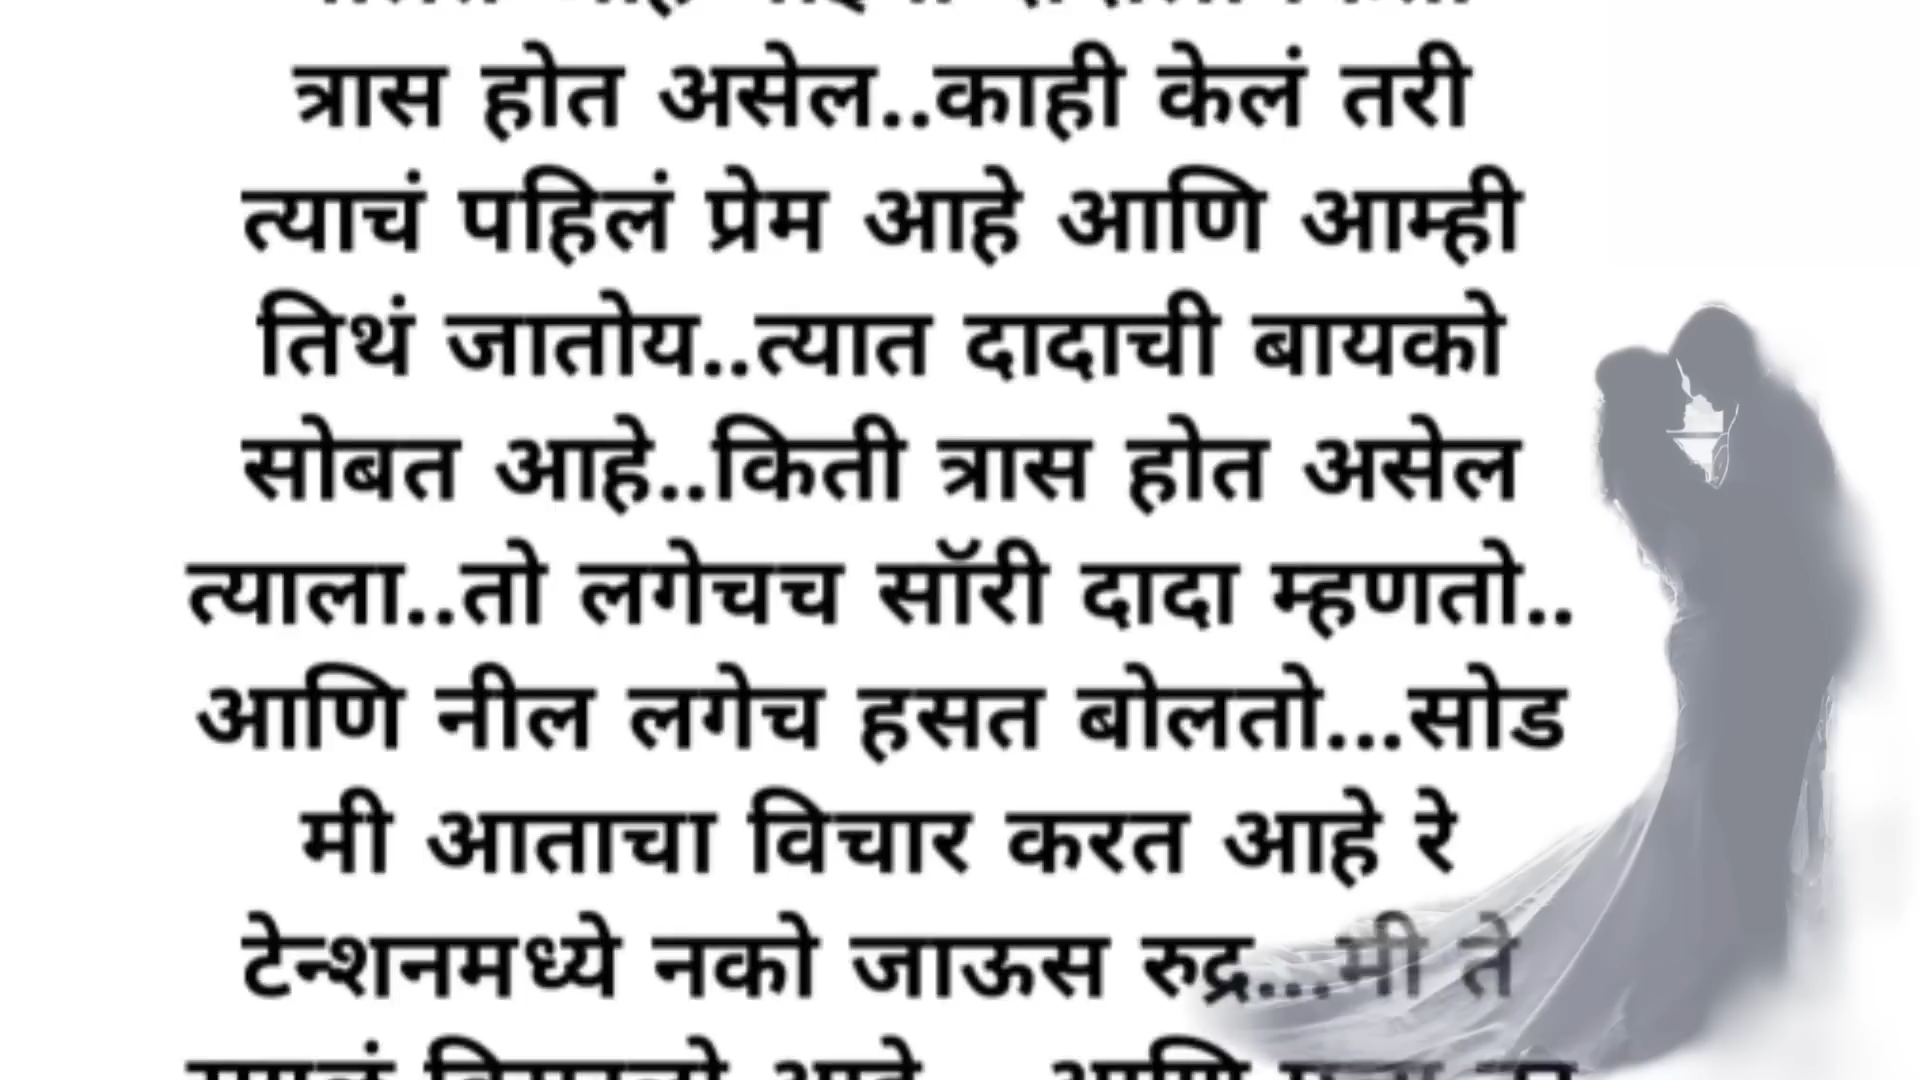 त्रास होत असेल..काही केलं तरी
त्याचं पहिलं प्रेम आहे आणि आम्ही
तिथं जातोय..त्यात दादाची बायको
सोबत आहे..किती त्रास होत असेल
त्याला..तो लगेचच सॉरी दादा म्हणतो..
आणि नील लगेच हसत बोलतो...सोड
मी आताचा विचार करत आहे रे
टेन्शनमध्ये नको जाऊस रुद्र...मी ते